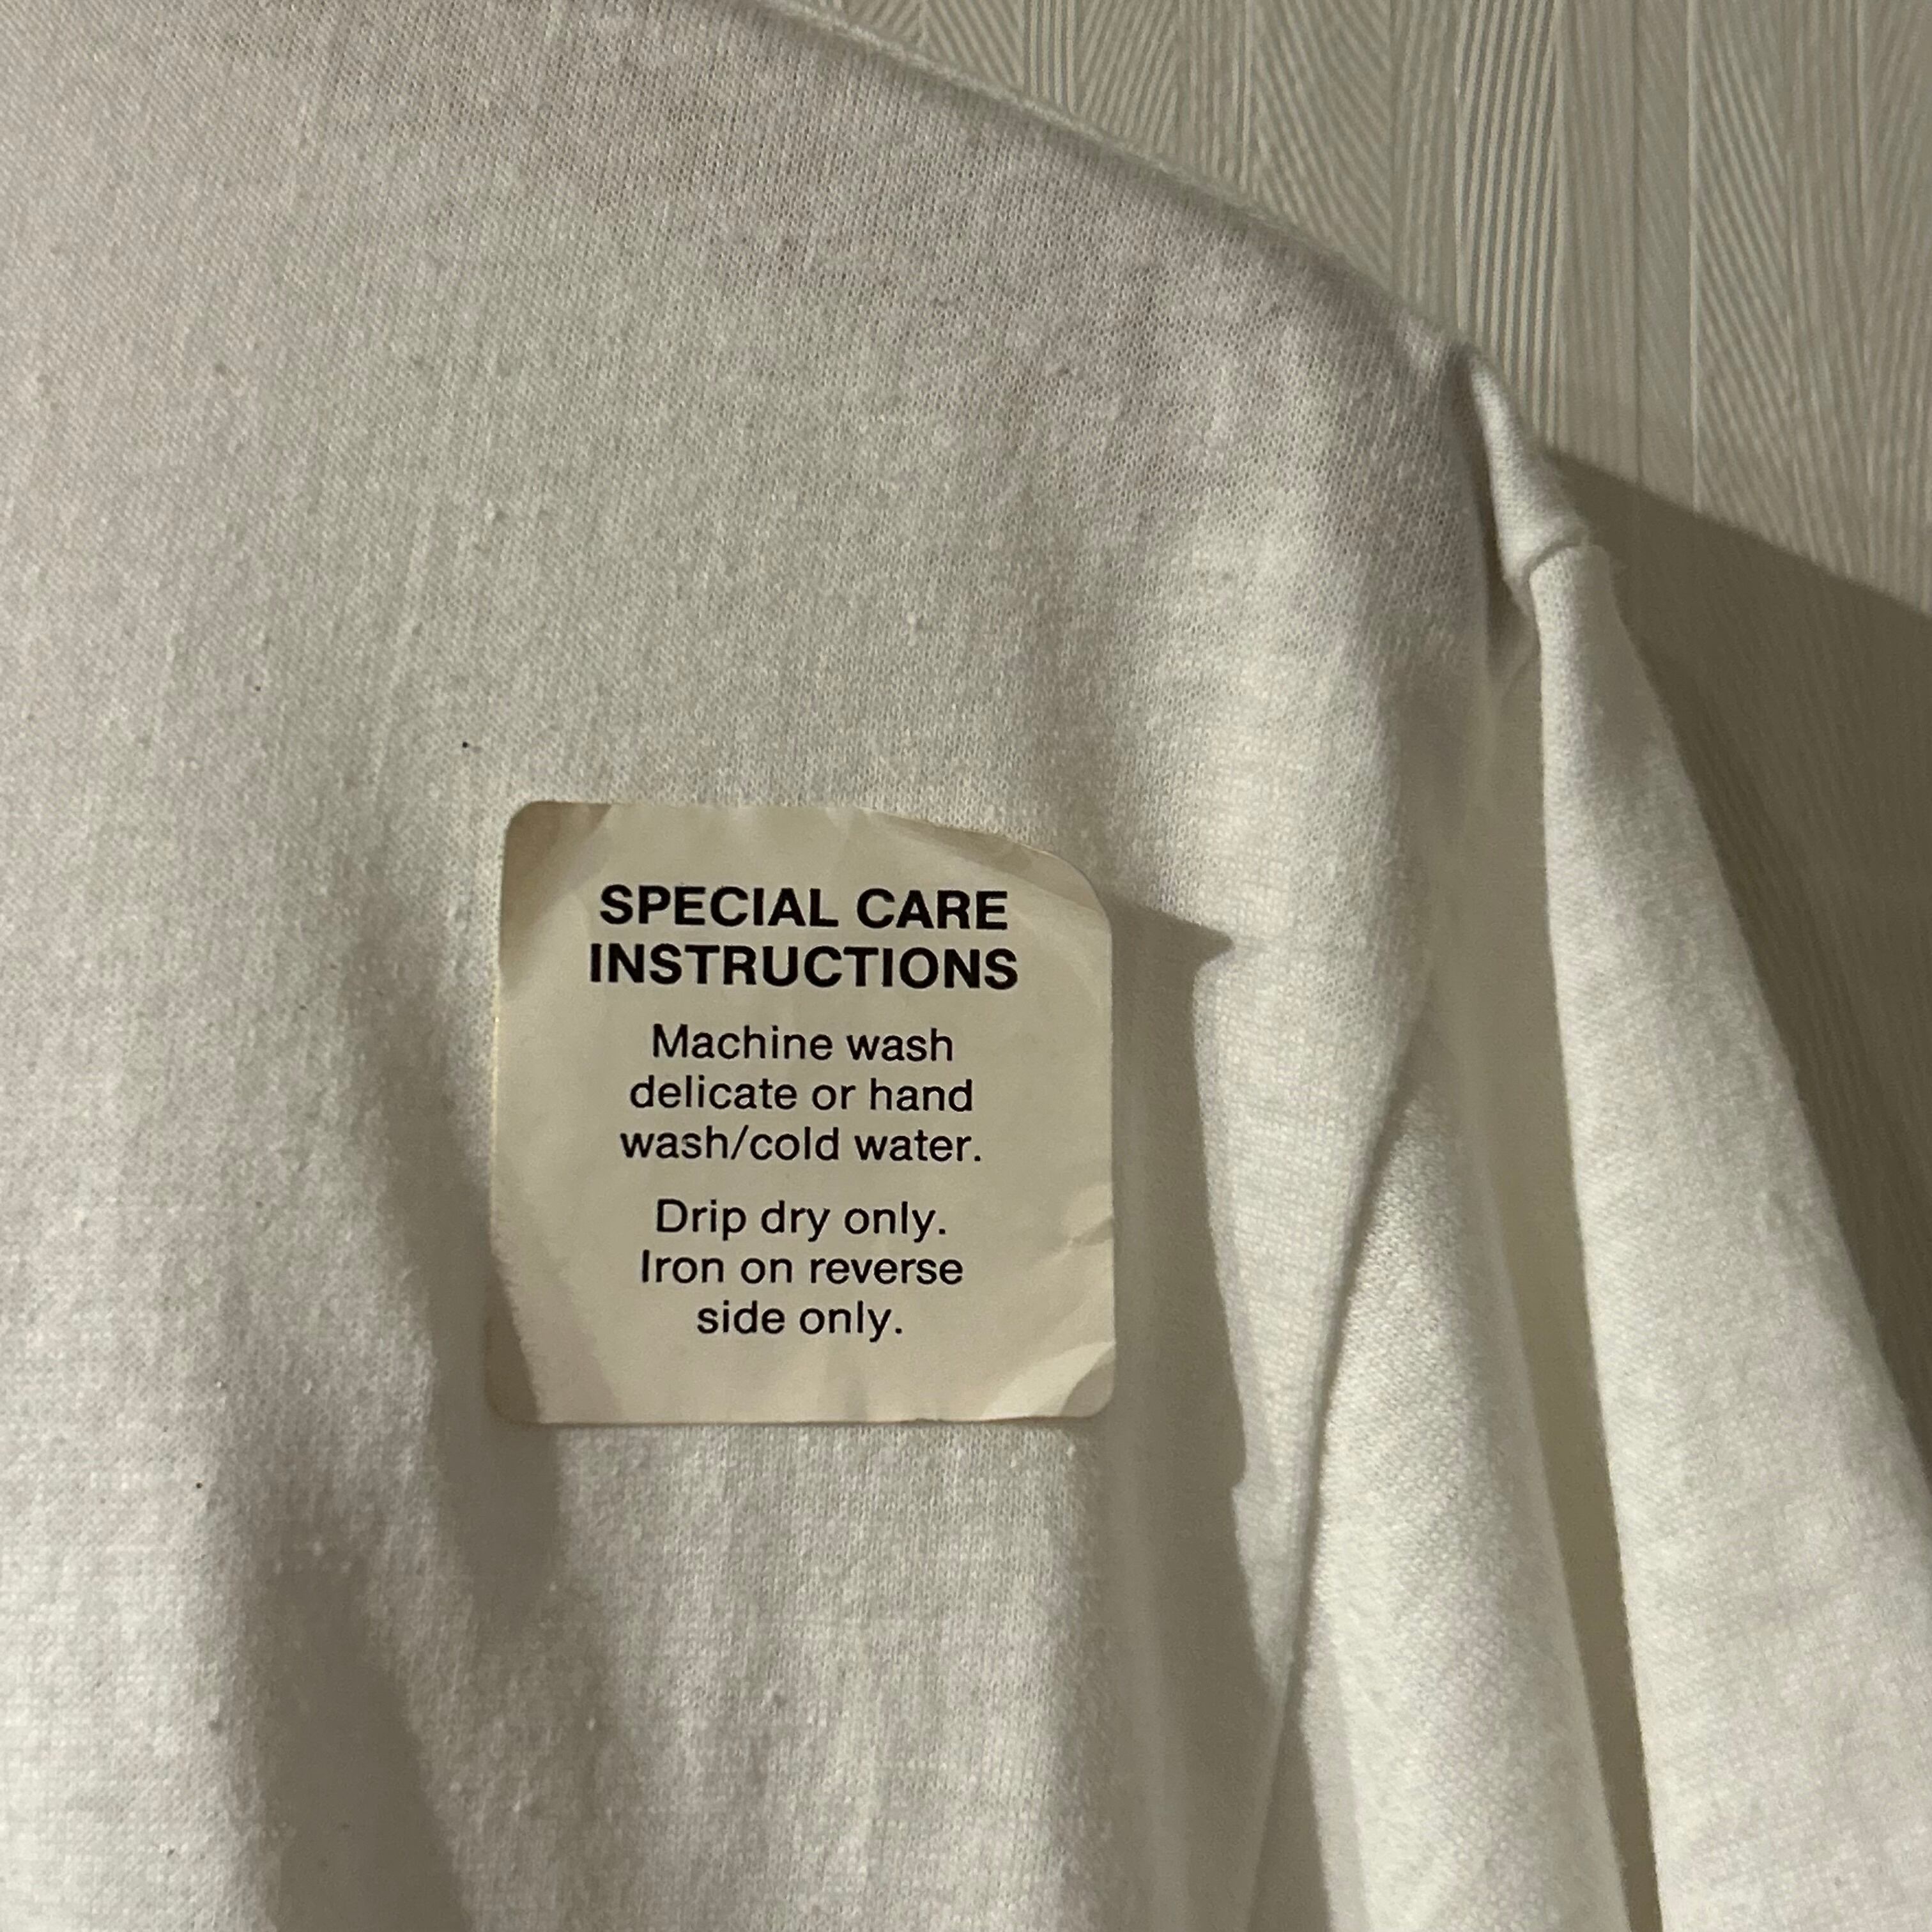 SPECIAL CARE
INSTRUCTIONS
Machine wash
delicate or hand
wash/cold water.
Drip dry only.
Iron on reverse
side only.